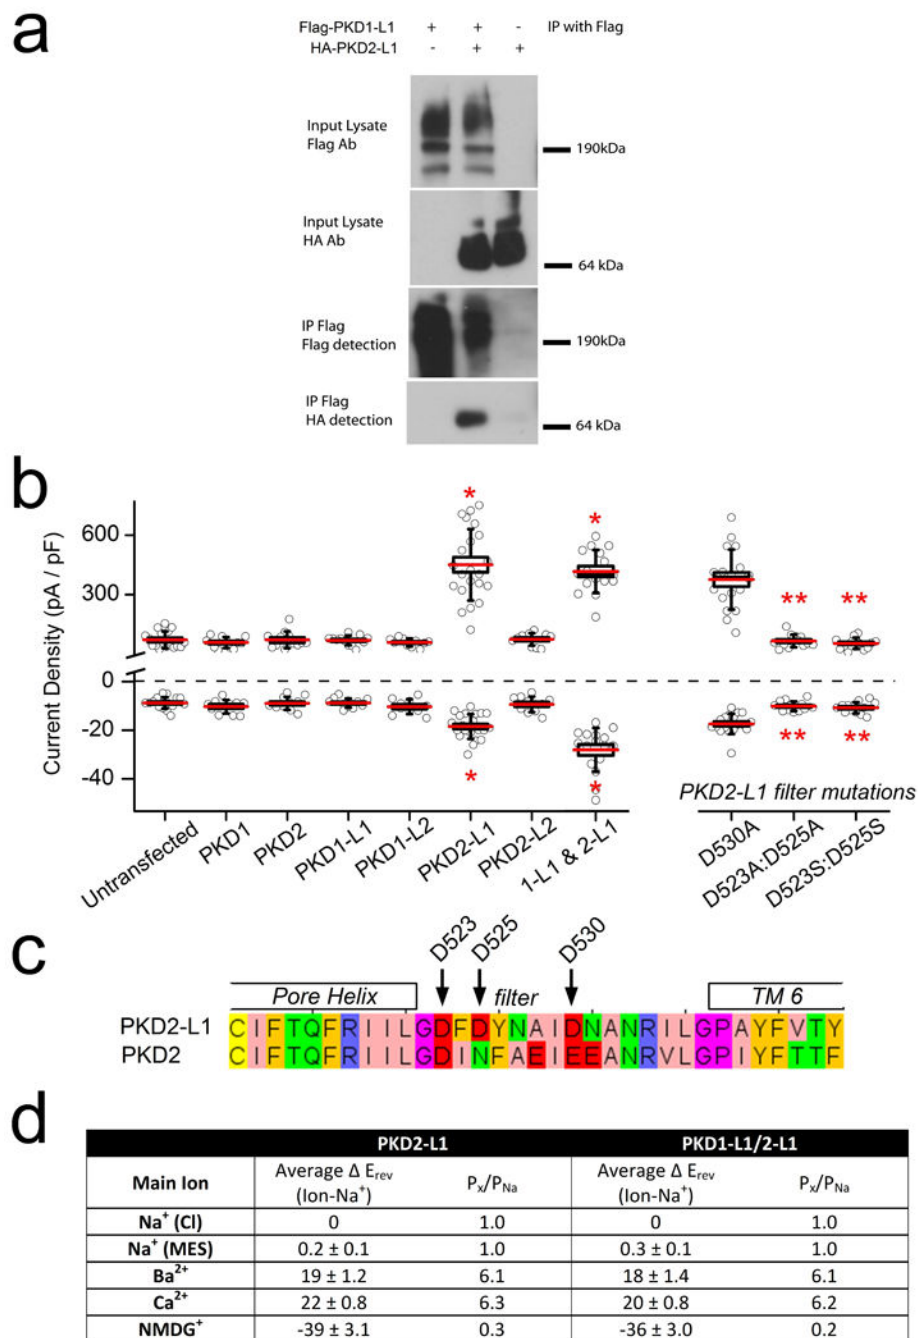 a
Flag-PKD1-L1 + + - IP with Flag
HA-PKD2-L1 - + +
Input Lysate
Flag Ab
190kDa
Input Lysate
HA Ab
64 kDa
IP Flag
Flag detection
190kDa
IP Flag
HA detection
64 kDa
b
Current Density (pA / pF)
600
300
0
-20
-40
* * ** **
* * ** **
PKD2-L1 filter mutations
Untransfected PKD1 PKD2 PKD1-L1 PKD1-L2 PKD2-L1 PKD2-L2 1-L1 & 2-L1 D530A D523A:D525A D523S:D525S
c
D523 D525 D530
Pore Helix filter TM 6
PKD2-L1 CIFTQFRIILGDFDYNAIDNANRILGPAYFVTY
PKD2 CIFTQFRIILGDINFAEIEEANRVLGPIYFTTF
d
PKD2-L1 PKD1-L1/2-L1
Main Ion Average Δ Erev (Ion-Na⁺) Px/PNa Average Δ Erev (Ion-Na⁺) Px/PNa
Na⁺ (Cl) 0 1.0 0 1.0
Na⁺ (MES) 0.2 ± 0.1 1.0 0.3 ± 0.1 1.0
Ba²⁺ 19 ± 1.2 6.1 18 ± 1.4 6.1
Ca²⁺ 22 ± 0.8 6.3 20 ± 0.8 6.2
NMDG⁺ -39 ± 3.1 0.3 -36 ± 3.0 0.2